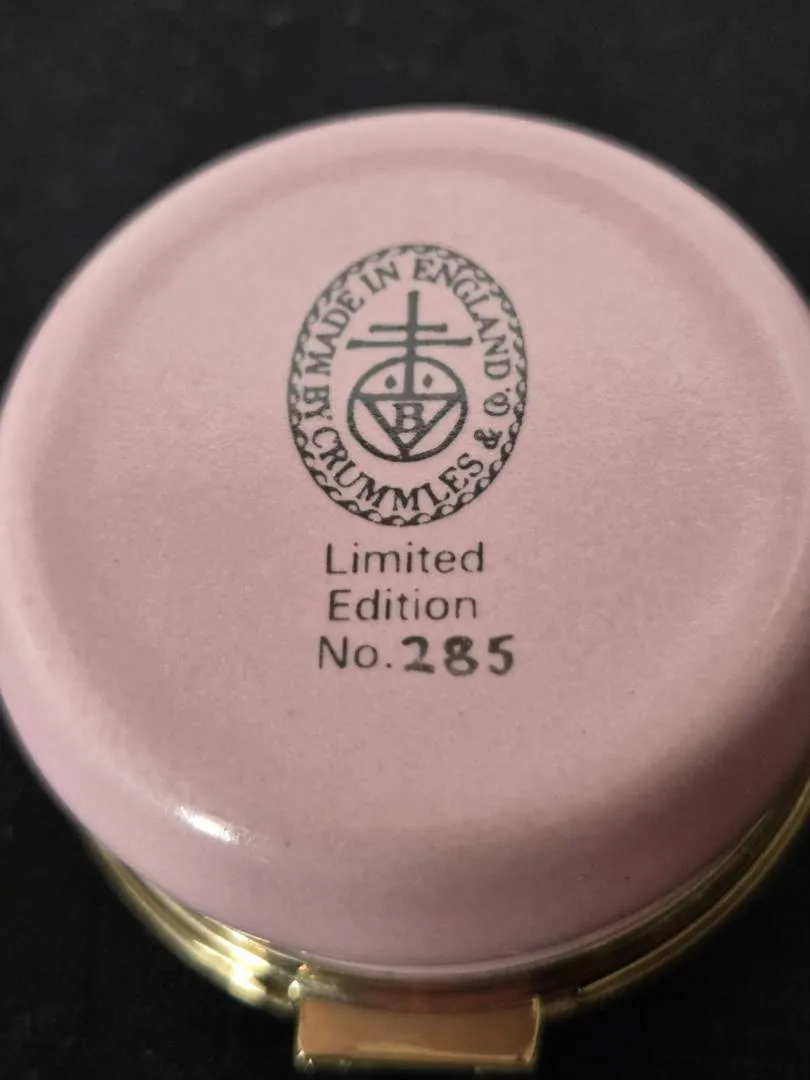 MADE IN ENGLAND
BY CRUMMLES & Co.
B
Limited
Edition
No. 285